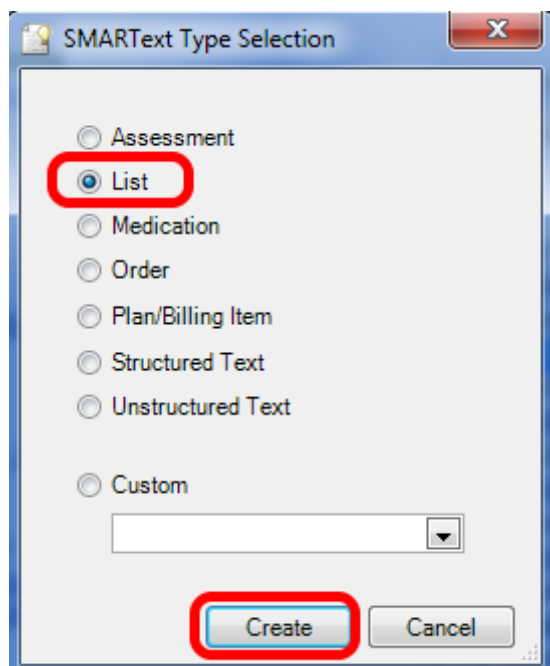 SMARText Type Selection
Assessment
List
Medication
Order
Plan/Billing Item
Structured Text
Unstructured Text
Custom
Create Cancel